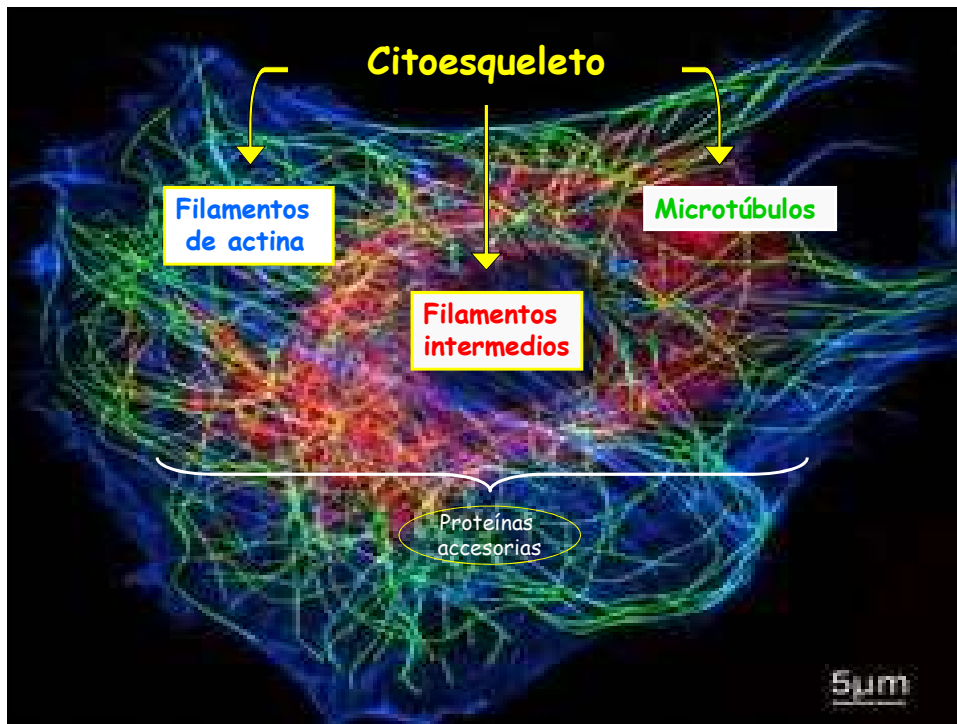 Citoesqueleto
Filamentos
de actina
Microtúbulos
Filamentos
intermedios
Proteínas
accesorias
5µm